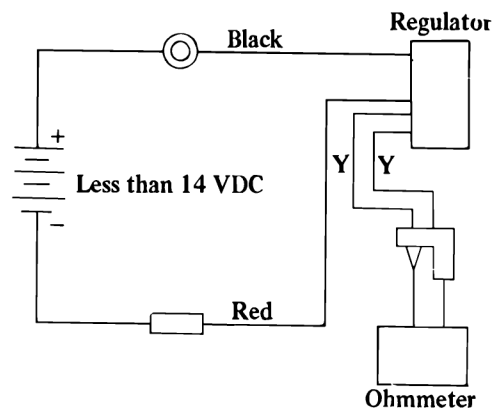 Regulator
Black
+
Less than 14 VDC
Y Y
−
Red
Ohmmeter